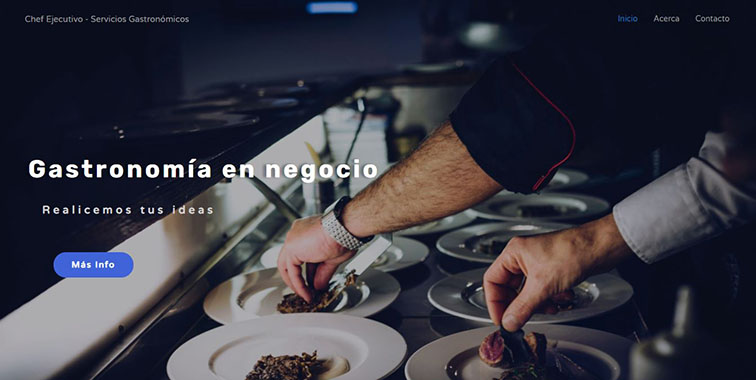 Chef Ejecutivo - Servicios Gastronómicos
Inicio
Acerca
Contacto
Gastronomía en negocio
Realicemos tus ideas
Más Info